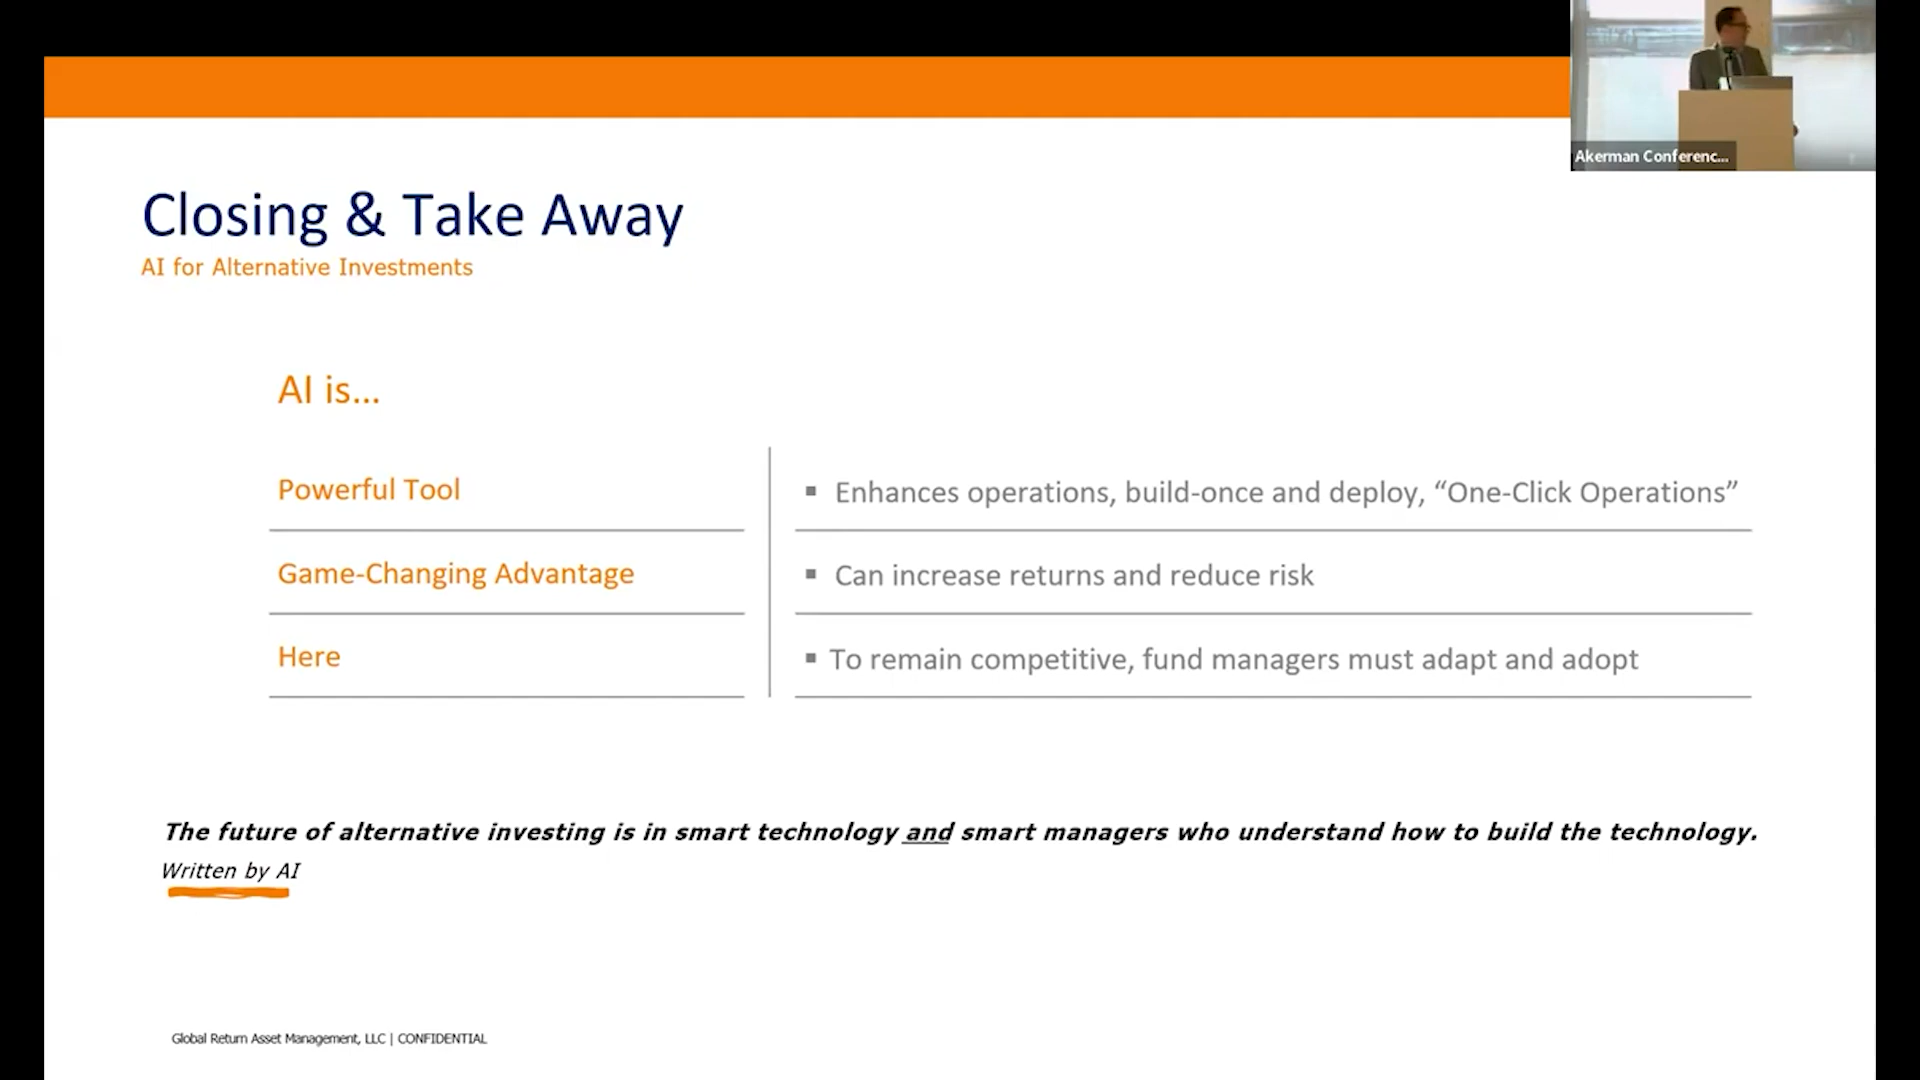 Akerman Conferenc...
Closing & Take Away
AI for Alternative Investments
AI is...
Powerful Tool
▪ Enhances operations, build-once and deploy, “One-Click Operations”
Game-Changing Advantage
▪ Can increase returns and reduce risk
Here
▪ To remain competitive, fund managers must adapt and adopt
The future of alternative investing is in smart technology and smart managers who understand how to build the technology.
Written by AI
Global Return Asset Management, LLC | CONFIDENTIAL